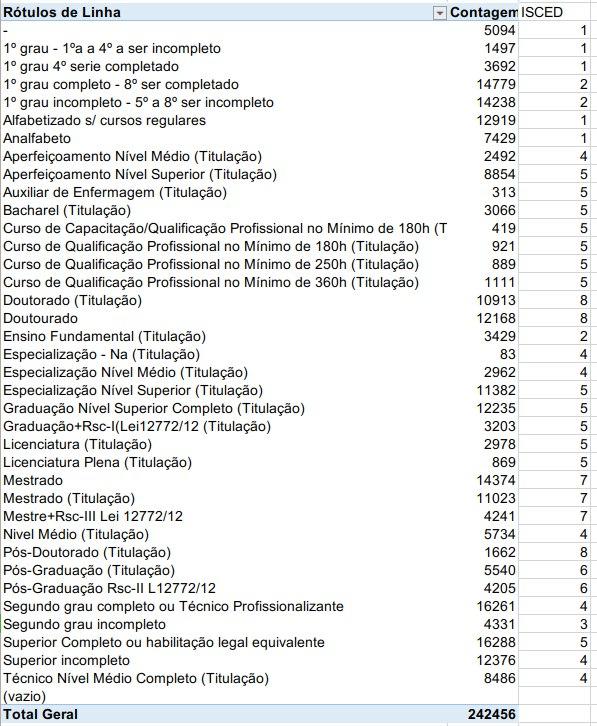 Rótulos de Linha Contagem ISCED
- 5094 1
1º grau - 1ªa a 4º a ser incompleto 1497 1
1º grau 4º serie completado 3692 1
1º grau completo - 8º ser completado 14779 2
1º grau incompleto - 5º a 8º ser incompleto 14238 2
Alfabetizado s/ cursos regulares 12919 1
Analfabeto 7429 1
Aperfeiçoamento Nível Médio (Titulação) 2492 4
Aperfeiçoamento Nível Superior (Titulação) 8854 5
Auxiliar de Enfermagem (Titulação) 313 5
Bacharel (Titulação) 3066 5
Curso de Capacitação/Qualificação Profissional no Mínimo de 180h (T 419 5
Curso de Qualificação Profissional no Mínimo de 180h (Titulação) 921 5
Curso de Qualificação Profissional no Mínimo de 250h (Titulação) 889 5
Curso de Qualificação Profissional no Mínimo de 360h (Titulação) 1111 5
Doutorado (Titulação) 10913 8
Doutourado 12168 8
Ensino Fundamental (Titulação) 3429 2
Especialização - Na (Titulação) 83 4
Especialização Nível Médio (Titulação) 2962 4
Especialização Nível Superior (Titulação) 11382 5
Graduação Nível Superior Completo (Titulação) 12235 5
Graduação+Rsc-I(Lei12772/12 (Titulação) 3203 5
Licenciatura (Titulação) 2978 5
Licenciatura Plena (Titulação) 869 5
Mestrado 14374 7
Mestrado (Titulação) 11023 7
Mestre+Rsc-III Lei 12772/12 4241 7
Nivel Médio (Titulação) 5734 4
Pós-Doutorado (Titulação) 1662 8
Pós-Graduação (Titulação) 5540 6
Pós-Graduação Rsc-II L12772/12 4205 6
Segundo grau completo ou Técnico Profissionalizante 16261 4
Segundo grau incompleto 4331 3
Superior Completo ou habilitação legal equivalente 16288 5
Superior incompleto 12376 4
Técnico Nível Médio Completo (Titulação) 8486 4
(vazio)
Total Geral 242456